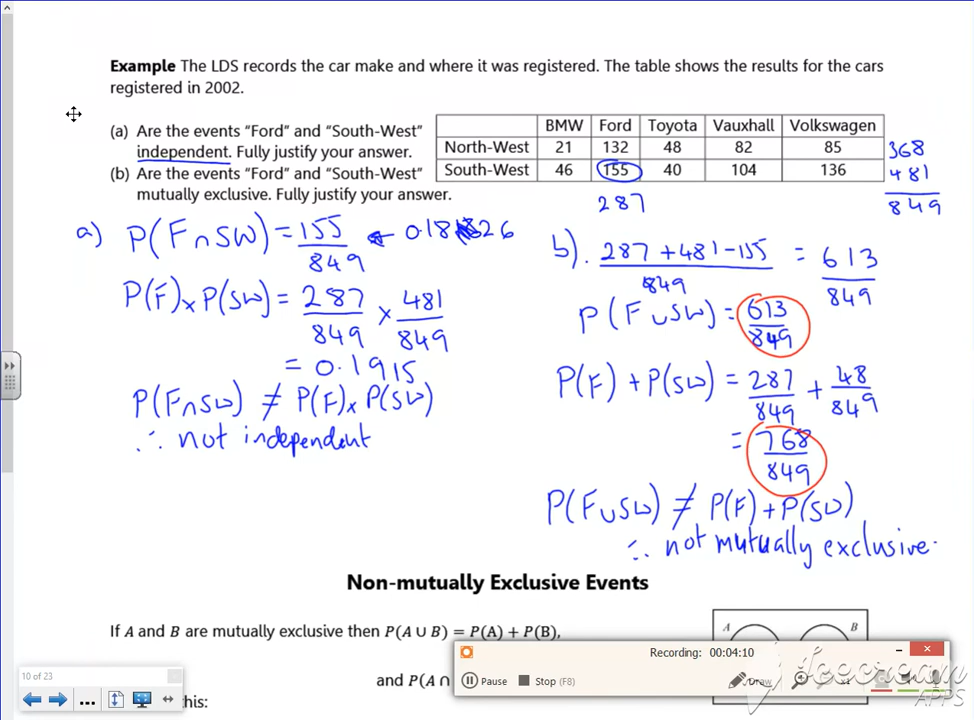 Example The LDS records the car make and where it was registered. The table shows the results for the cars
registered in 2002.
(a) Are the events "Ford" and "South-West"
independent. Fully justify your answer.
(b) Are the events "Ford" and "South-West"
mutually exclusive. Fully justify your answer.
BMW Ford Toyota Vauxhall Volkswagen
North-West 21 132 48 82 85 368
South-West 46 155 40 104 136 481
287 849
a) P(F∩SW) = 155/849 ← 0.1826
P(F) × P(SW) = 287/849 × 481/849
= 0.1915
P(F∩SW) ≠ P(F) × P(SW)
∴ not independent
b). 287 + 481 - 155 / 849 = 613/849
P(F∪SW) = 613/849
P(F) + P(SW) = 287/849 + 48/849
= 768/849
P(F∪SW) ≠ P(F) + P(SW)
∴ not mutually exclusive.
Non-mutually Exclusive Events
If A and B are mutually exclusive then P(A ∪ B) = P(A) + P(B),
A B
and P(A ∩
this:
Recording: 00:04:10
Pause Stop (F8) Draw
10 of 23
icecream
APPS